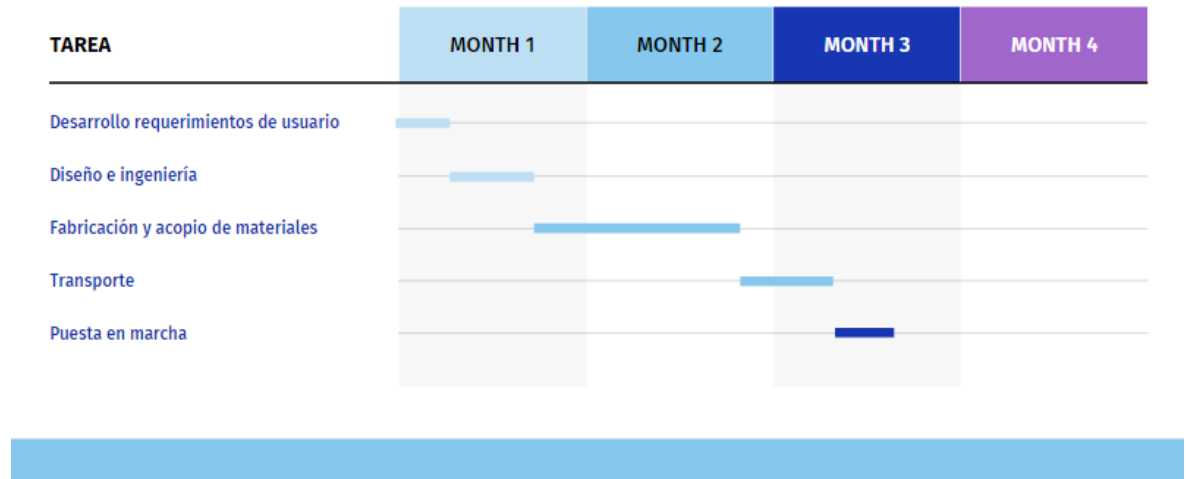 TAREA MONTH 1 MONTH 2 MONTH 3 MONTH 4
Desarrollo requerimientos de usuario
Diseño e ingeniería
Fabricación y acopio de materiales
Transporte
Puesta en marcha